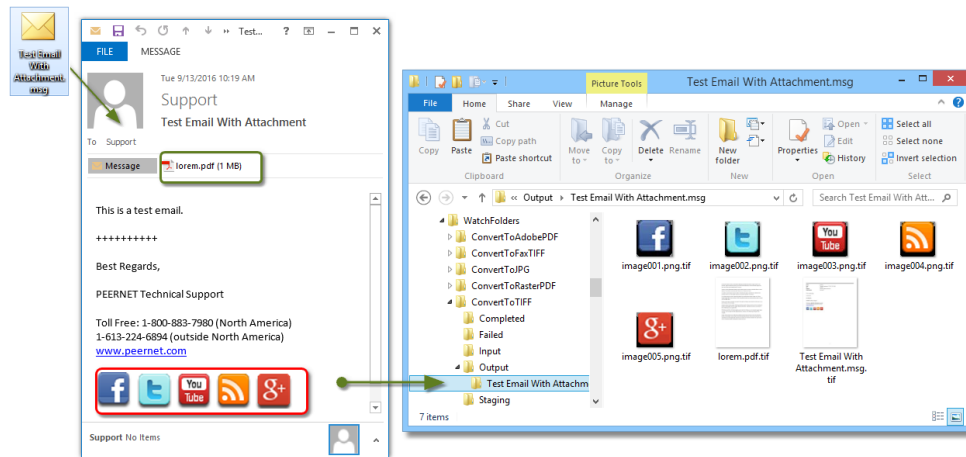 Test Email
With
Attachment.
msg
Test...
?
FILE
MESSAGE
Tue 9/13/2016 10:19 AM
Support
Test Email With Attachment
To Support
Message
lorem.pdf (1 MB)
This is a test email.
++++++++++
Best Regards,
PEERNET Technical Support
Toll Free: 1-800-883-7980 (North America)
1-613-224-6894 (outside North America)
www.peernet.com
f
t
You
Tube
8+
Support No Items
Picture Tools
Test Email With Attachment.msg
File
Home
Share
View
Manage
Copy
Paste
Cut
Copy path
Paste shortcut
Move
to
Copy
to
Delete
Rename
New
folder
Properties
Open
Edit
History
Select all
Select none
Invert selection
Clipboard
Organize
New
Open
Select
« Output
Test Email With Attachment.msg
Search Test Email With Att...
WatchFolders
ConvertToAdobePDF
ConvertToFaxTIFF
ConvertToJPG
ConvertToRasterPDF
ConvertToTIFF
Completed
Failed
Input
Output
Test Email With Attachm
Staging
f
t
You
Tube
image001.png.tif
image002.png.tif
image003.png.tif
image004.png.tif
8+
image005.png.tif
lorem.pdf.tif
Test Email With
Attachment.msg.
tif
7 items